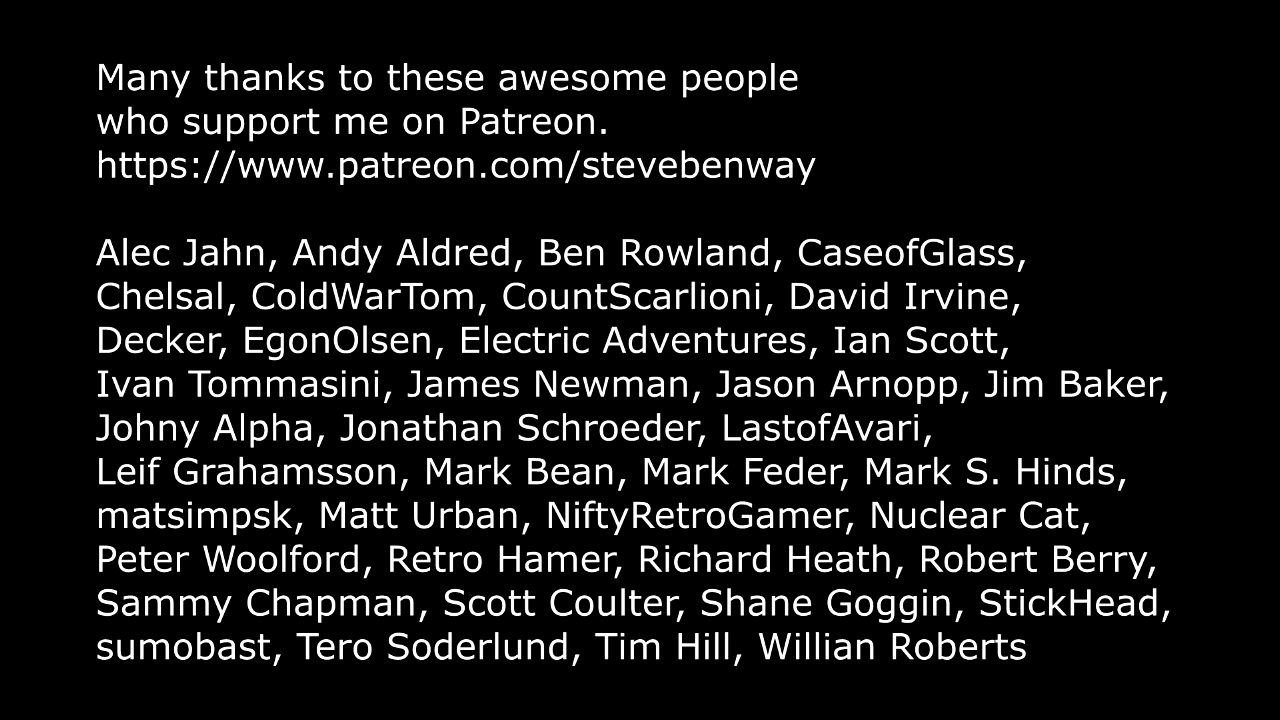 Many thanks to these awesome people
who support me on Patreon.
https://www.patreon.com/stevebenway
Alec Jahn, Andy Aldred, Ben Rowland, CaseofGlass,
Chelsal, ColdWarTom, CountScarlioni, David Irvine,
Decker, EgonOlsen, Electric Adventures, Ian Scott,
Ivan Tommasini, James Newman, Jason Arnopp, Jim Baker,
Johny Alpha, Jonathan Schroeder, LastofAvari,
Leif Grahamsson, Mark Bean, Mark Feder, Mark S. Hinds,
matsimpsk, Matt Urban, NiftyRetroGamer, Nuclear Cat,
Peter Woolford, Retro Hamer, Richard Heath, Robert Berry,
Sammy Chapman, Scott Coulter, Shane Goggin, StickHead,
sumobast, Tero Soderlund, Tim Hill, Willian Roberts